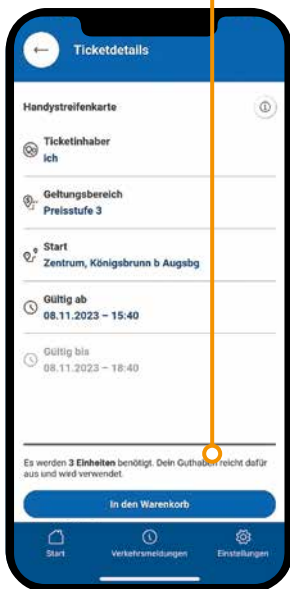 Ticketdetails
Handystreifenkarte
Ticketinhaber
Ich
Geltungsbereich
Preisstufe 3
Start
Zentrum, Königsbrunn b Augsbg
Gültig ab
08.11.2023 – 15:40
Gültig bis
08.11.2023 – 18:40
Es werden 3 Einheiten benötigt. Dein Guthaben reicht dafür
aus und wird verwendet.
In den Warenkorb
Start Verkehrsmeldungen Einstellungen